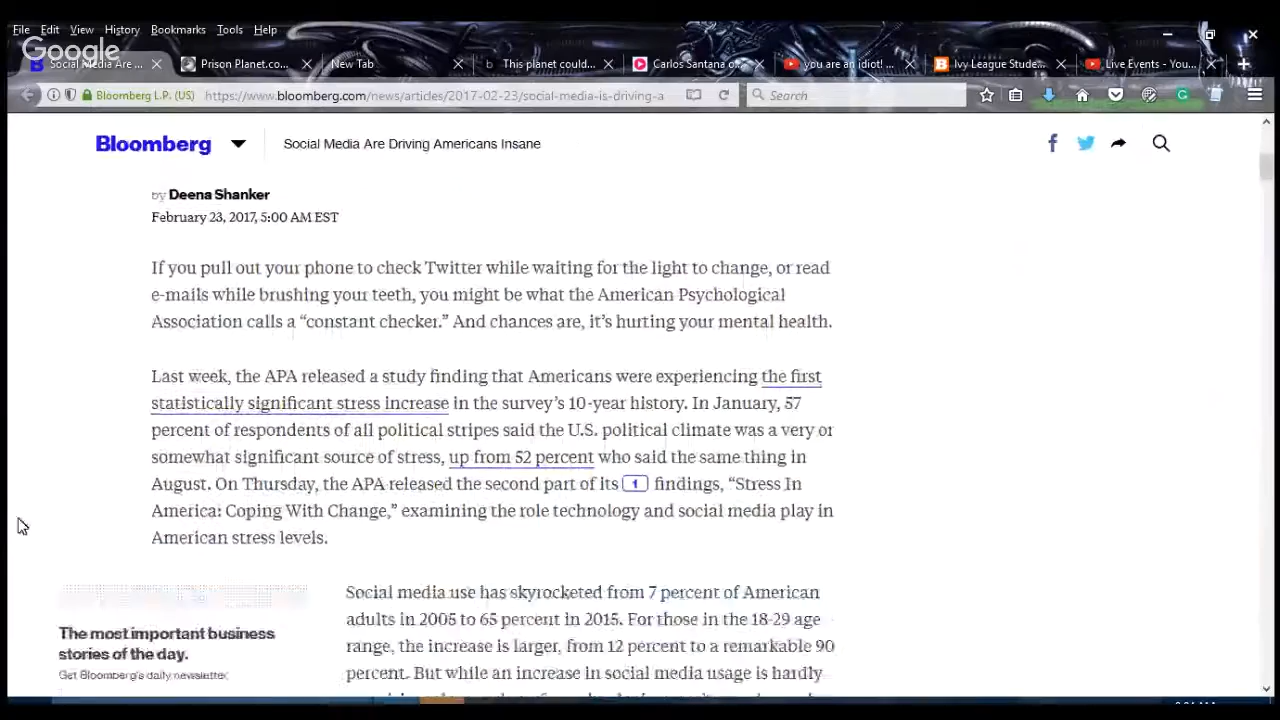 File Edit View History Bookmarks Tools Help
Google
Social Media Are ... Prison Planet.co... New Tab This planet could... Carlos Santana o... you are an idiot! ... Ivy League Stude... Live Events - You...
Bloomberg L.P. (US) https://www.bloomberg.com/news/articles/2017-02-23/social-media-is-driving-a Search
Bloomberg Social Media Are Driving Americans Insane
by Deena Shanker
February 23, 2017, 5:00 AM EST
If you pull out your phone to check Twitter while waiting for the light to change, or read
e-mails while brushing your teeth, you might be what the American Psychological
Association calls a “constant checker.” And chances are, it’s hurting your mental health.
Last week, the APA released a study finding that Americans were experiencing the first
statistically significant stress increase in the survey’s 10-year history. In January, 57
percent of respondents of all political stripes said the U.S. political climate was a very or
somewhat significant source of stress, up from 52 percent who said the same thing in
August. On Thursday, the APA released the second part of its 1 findings, “Stress In
America: Coping With Change,” examining the role technology and social media play in
American stress levels.
Social media use has skyrocketed from 7 percent of American
adults in 2005 to 65 percent in 2015. For those in the 18-29 age
range, the increase is larger, from 12 percent to a remarkable 90
percent. But while an increase in social media usage is hardly
The most important business
stories of the day.
Get Bloomberg's daily newsletter.